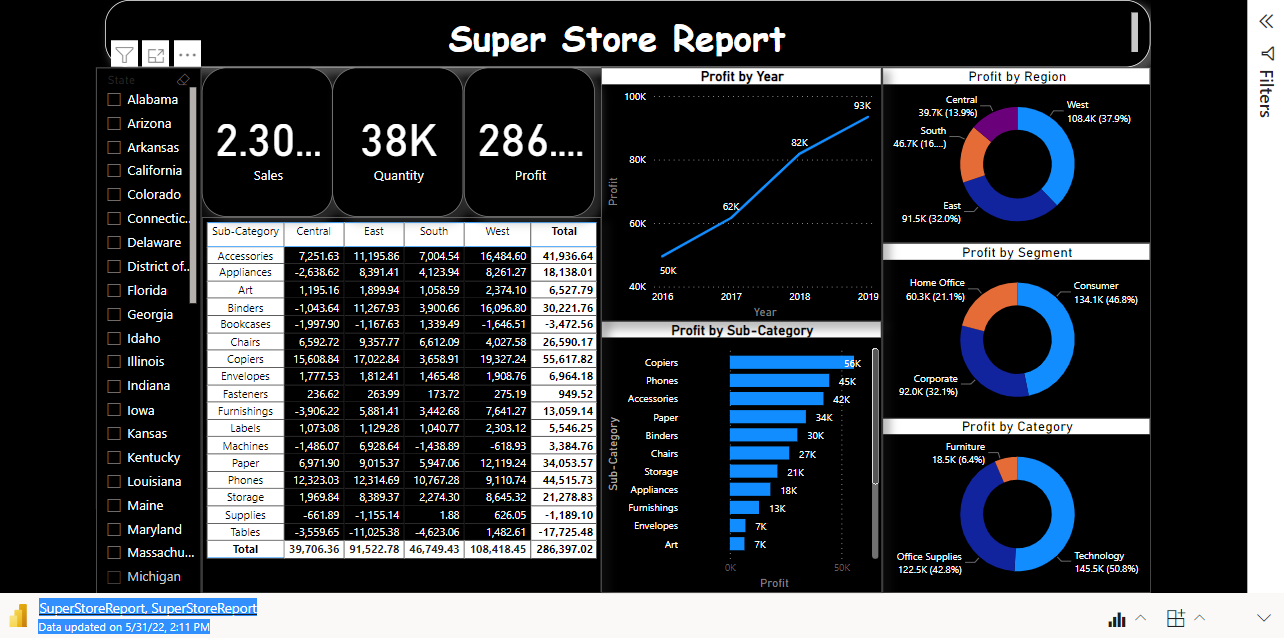 Super Store Report
State
Alabama
Arizona
Arkansas
California
Colorado
Connectic...
Delaware
District of...
Florida
Georgia
Idaho
Illinois
Indiana
Iowa
Kansas
Kentucky
Louisiana
Maine
Maryland
Massachu...
Michigan
2.30...
Sales
38K
Quantity
286....
Profit
Sub-Category Central East South West Total
Accessories 7,251.63 11,195.86 7,004.54 16,484.60 41,936.64
Appliances -2,638.62 8,391.41 4,123.94 8,261.27 18,138.01
Art 1,195.16 1,899.94 1,058.59 2,374.10 6,527.79
Binders -1,043.64 11,267.93 3,900.66 16,096.80 30,221.76
Bookcases -1,997.90 -1,167.63 1,339.49 -1,646.51 -3,472.56
Chairs 6,592.72 9,357.77 6,612.09 4,027.58 26,590.17
Copiers 15,608.84 17,022.84 3,658.91 19,327.24 55,617.82
Envelopes 1,777.53 1,812.41 1,465.48 1,908.76 6,964.18
Fasteners 236.62 263.99 173.72 275.19 949.52
Furnishings -3,906.22 5,881.41 3,442.68 7,641.27 13,059.14
Labels 1,073.08 1,129.28 1,040.77 2,303.12 5,546.25
Machines -1,486.07 6,928.64 -1,438.89 -618.93 3,384.76
Paper 6,971.90 9,015.37 5,947.06 12,119.24 34,053.57
Phones 12,323.03 12,314.69 10,767.28 9,110.74 44,515.73
Storage 1,969.84 8,389.37 2,274.30 8,645.32 21,278.83
Supplies -661.89 -1,155.14 1.88 626.05 -1,189.10
Tables -3,559.65 -11,025.38 -4,623.06 1,482.61 -17,725.48
Total 39,706.36 91,522.78 46,749.43 108,418.45 286,397.02
Profit by Year
Profit
100K
80K
60K
40K
50K
62K
82K
93K
2016 2017 2018 2019
Year
Profit by Sub-Category
Sub-Category
Copiers 56K
Phones 45K
Accessories 42K
Paper 34K
Binders 30K
Chairs 27K
Storage 21K
Appliances 18K
Furnishings 13K
Envelopes 7K
Art 7K
0K 50K
Profit
Profit by Region
Central
39.7K (13.9%)
West
108.4K (37.9%)
South
46.7K (16....)
East
91.5K (32.0%)
Profit by Segment
Home Office
60.3K (21.1%)
Consumer
134.1K (46.8%)
Corporate
92.0K (32.1%)
Profit by Category
Furniture
18.5K (6.4%)
Office Supplies
122.5K (42.8%)
Technology
145.5K (50.8%)
Filters
SuperStoreReport, SuperStoreReport
Data updated on 5/31/22, 2:11 PM